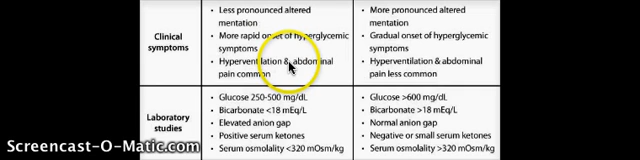 • Less pronounced altered
mentation
• More rapid onset of hyperglycemic
symptoms
• Hyperventilation & abdominal
pain common
Clinical
symptoms
• More pronounced altered
mentation
• Gradual onset of hyperglycemic
symptoms
• Hyperventilation & abdominal
pain less common
Laboratory
studies
• Glucose 250-500 mg/dL
• Bicarbonate <18 mEq/L
• Elevated anion gap
• Positive serum ketones
• Serum osmolality <320 mOsm/kg
• Glucose >600 mg/dL
• Bicarbonate >18 mEq/L
• Normal anion gap
• Negative or small serum ketones
• Serum osmolality >320 mOsm/kg
Screencast-O-Matic.com